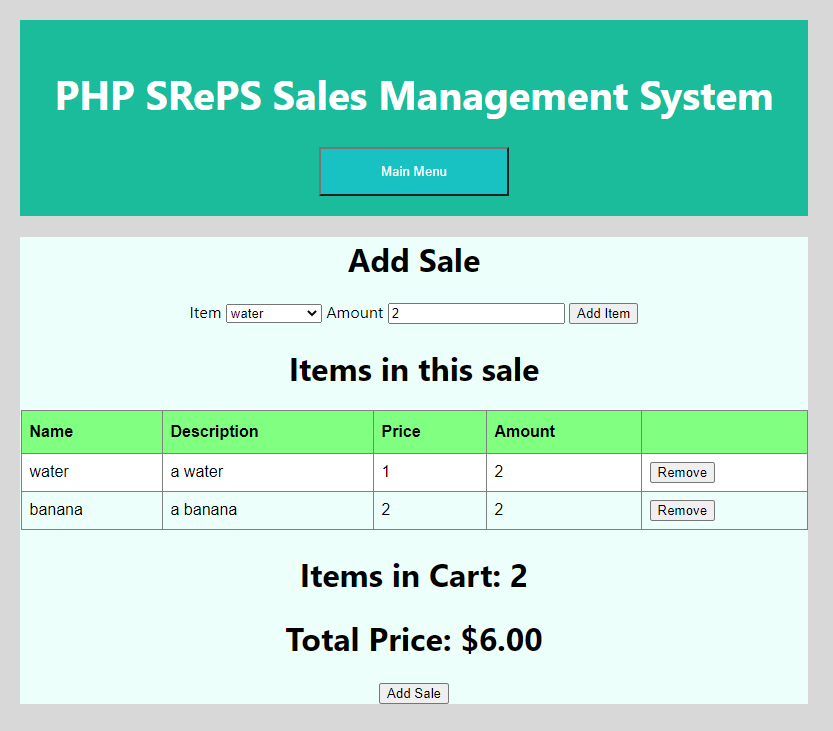 PHP SRePS Sales Management System
Main Menu
Add Sale
Item water Amount 2 Add Item
Items in this sale
Name Description Price Amount
water a water 1 2 Remove
banana a banana 2 2 Remove
Items in Cart: 2
Total Price: $6.00
Add Sale